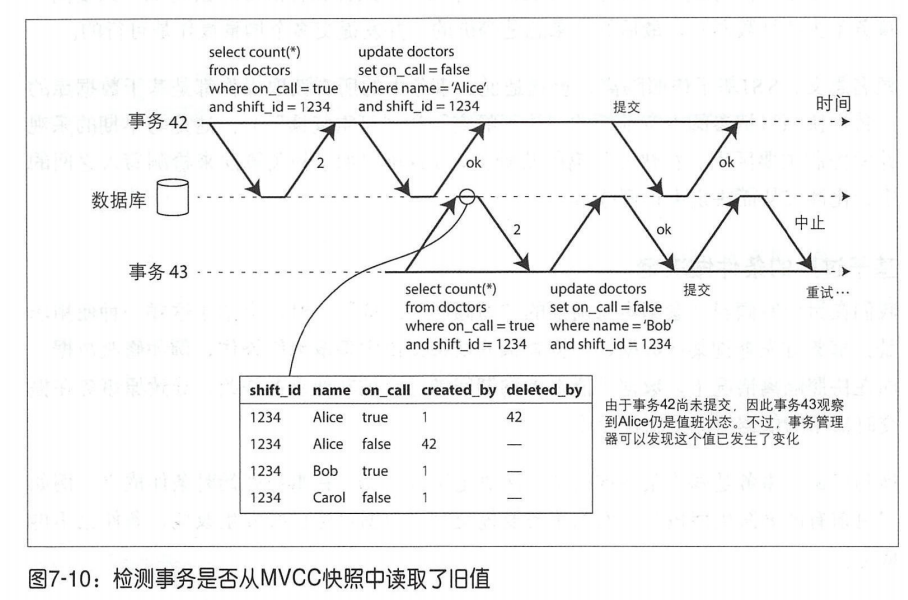 select count(*)
from doctors
where on_call = true
and shift_id = 1234
update doctors
set on_call = false
where name = ‘Alice’
and shift_id = 1234
提交
时间
事务 42
2
ok
ok
数据库
2
ok
中止
事务 43
select count(*)
from doctors
where on_call = true
and shift_id = 1234
update doctors
set on_call = false
where name = ‘Bob’
and shift_id = 1234
提交
重试…
shift_id name on_call created_by deleted_by
1234 Alice true 1 42
1234 Alice false 42 —
1234 Bob true 1 —
1234 Carol false 1 —
由于事务42尚未提交，因此事务43观察
到Alice仍是值班状态。不过，事务管理
器可以发现这个值已发生了变化
图7-10：检测事务是否从MVCC快照中读取了旧值